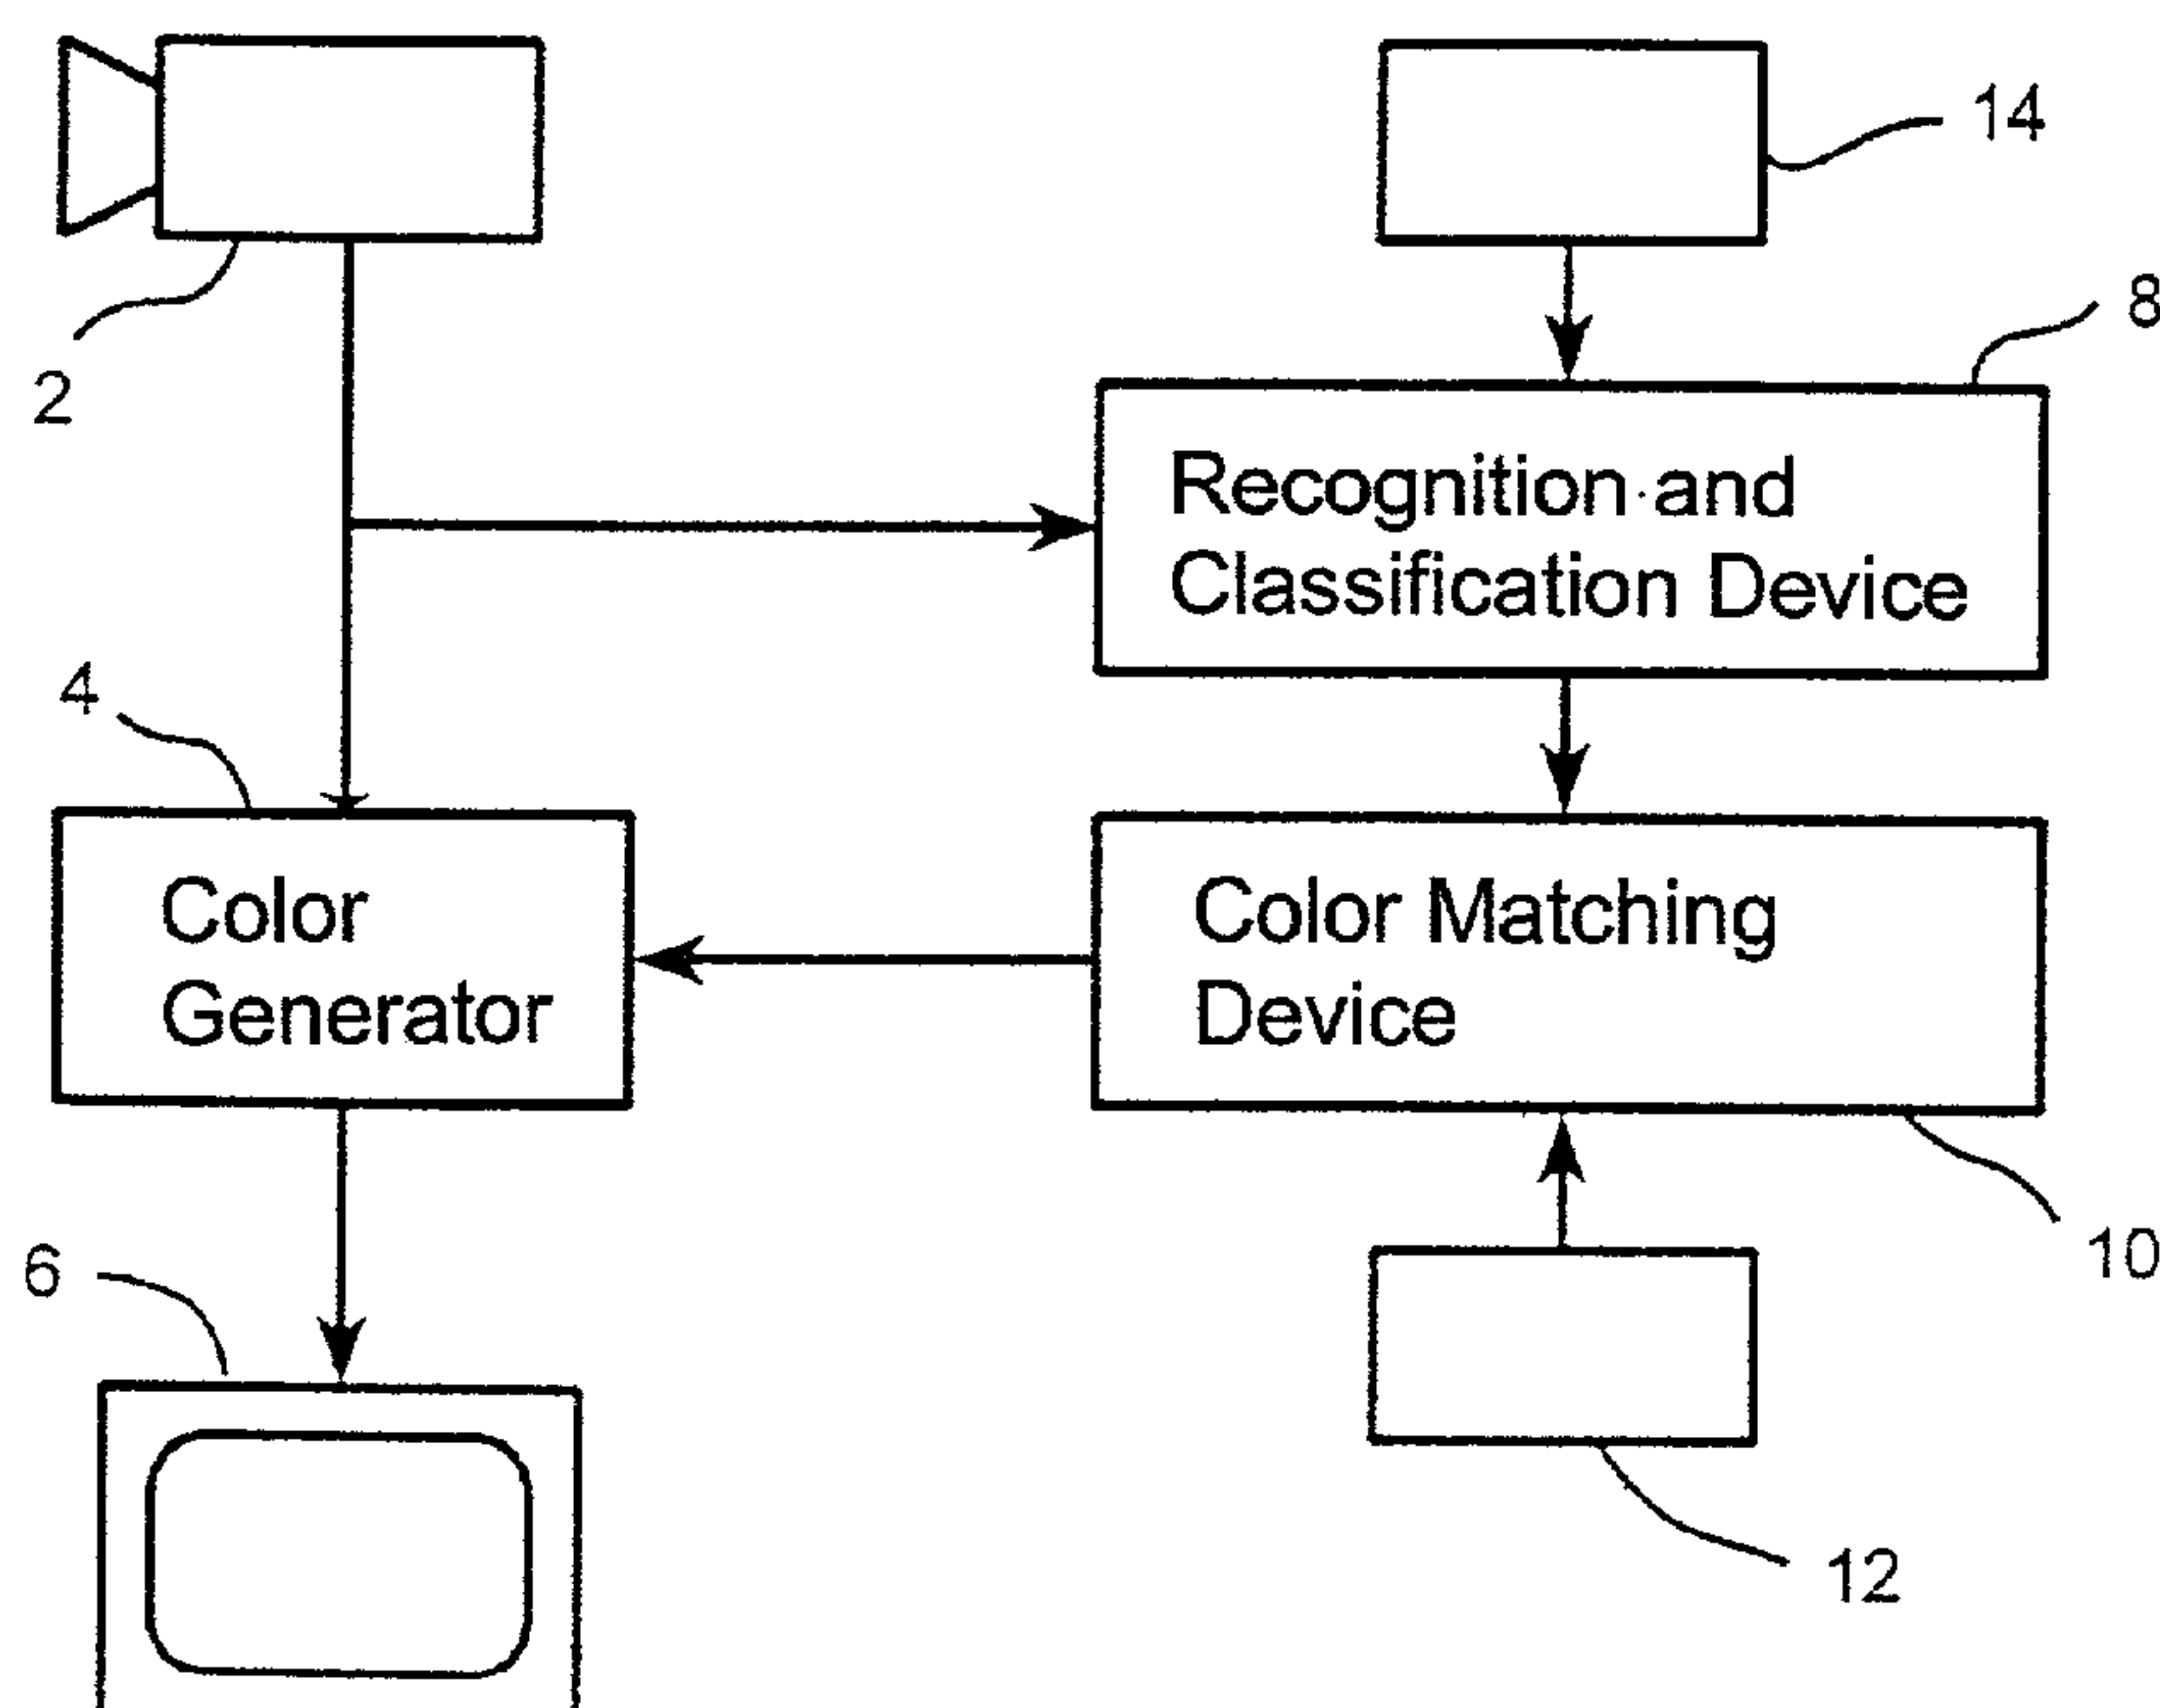 14
8
2
Recognition and
Classification Device
4
Color
Generator
Color Matching
Device
6
10
12